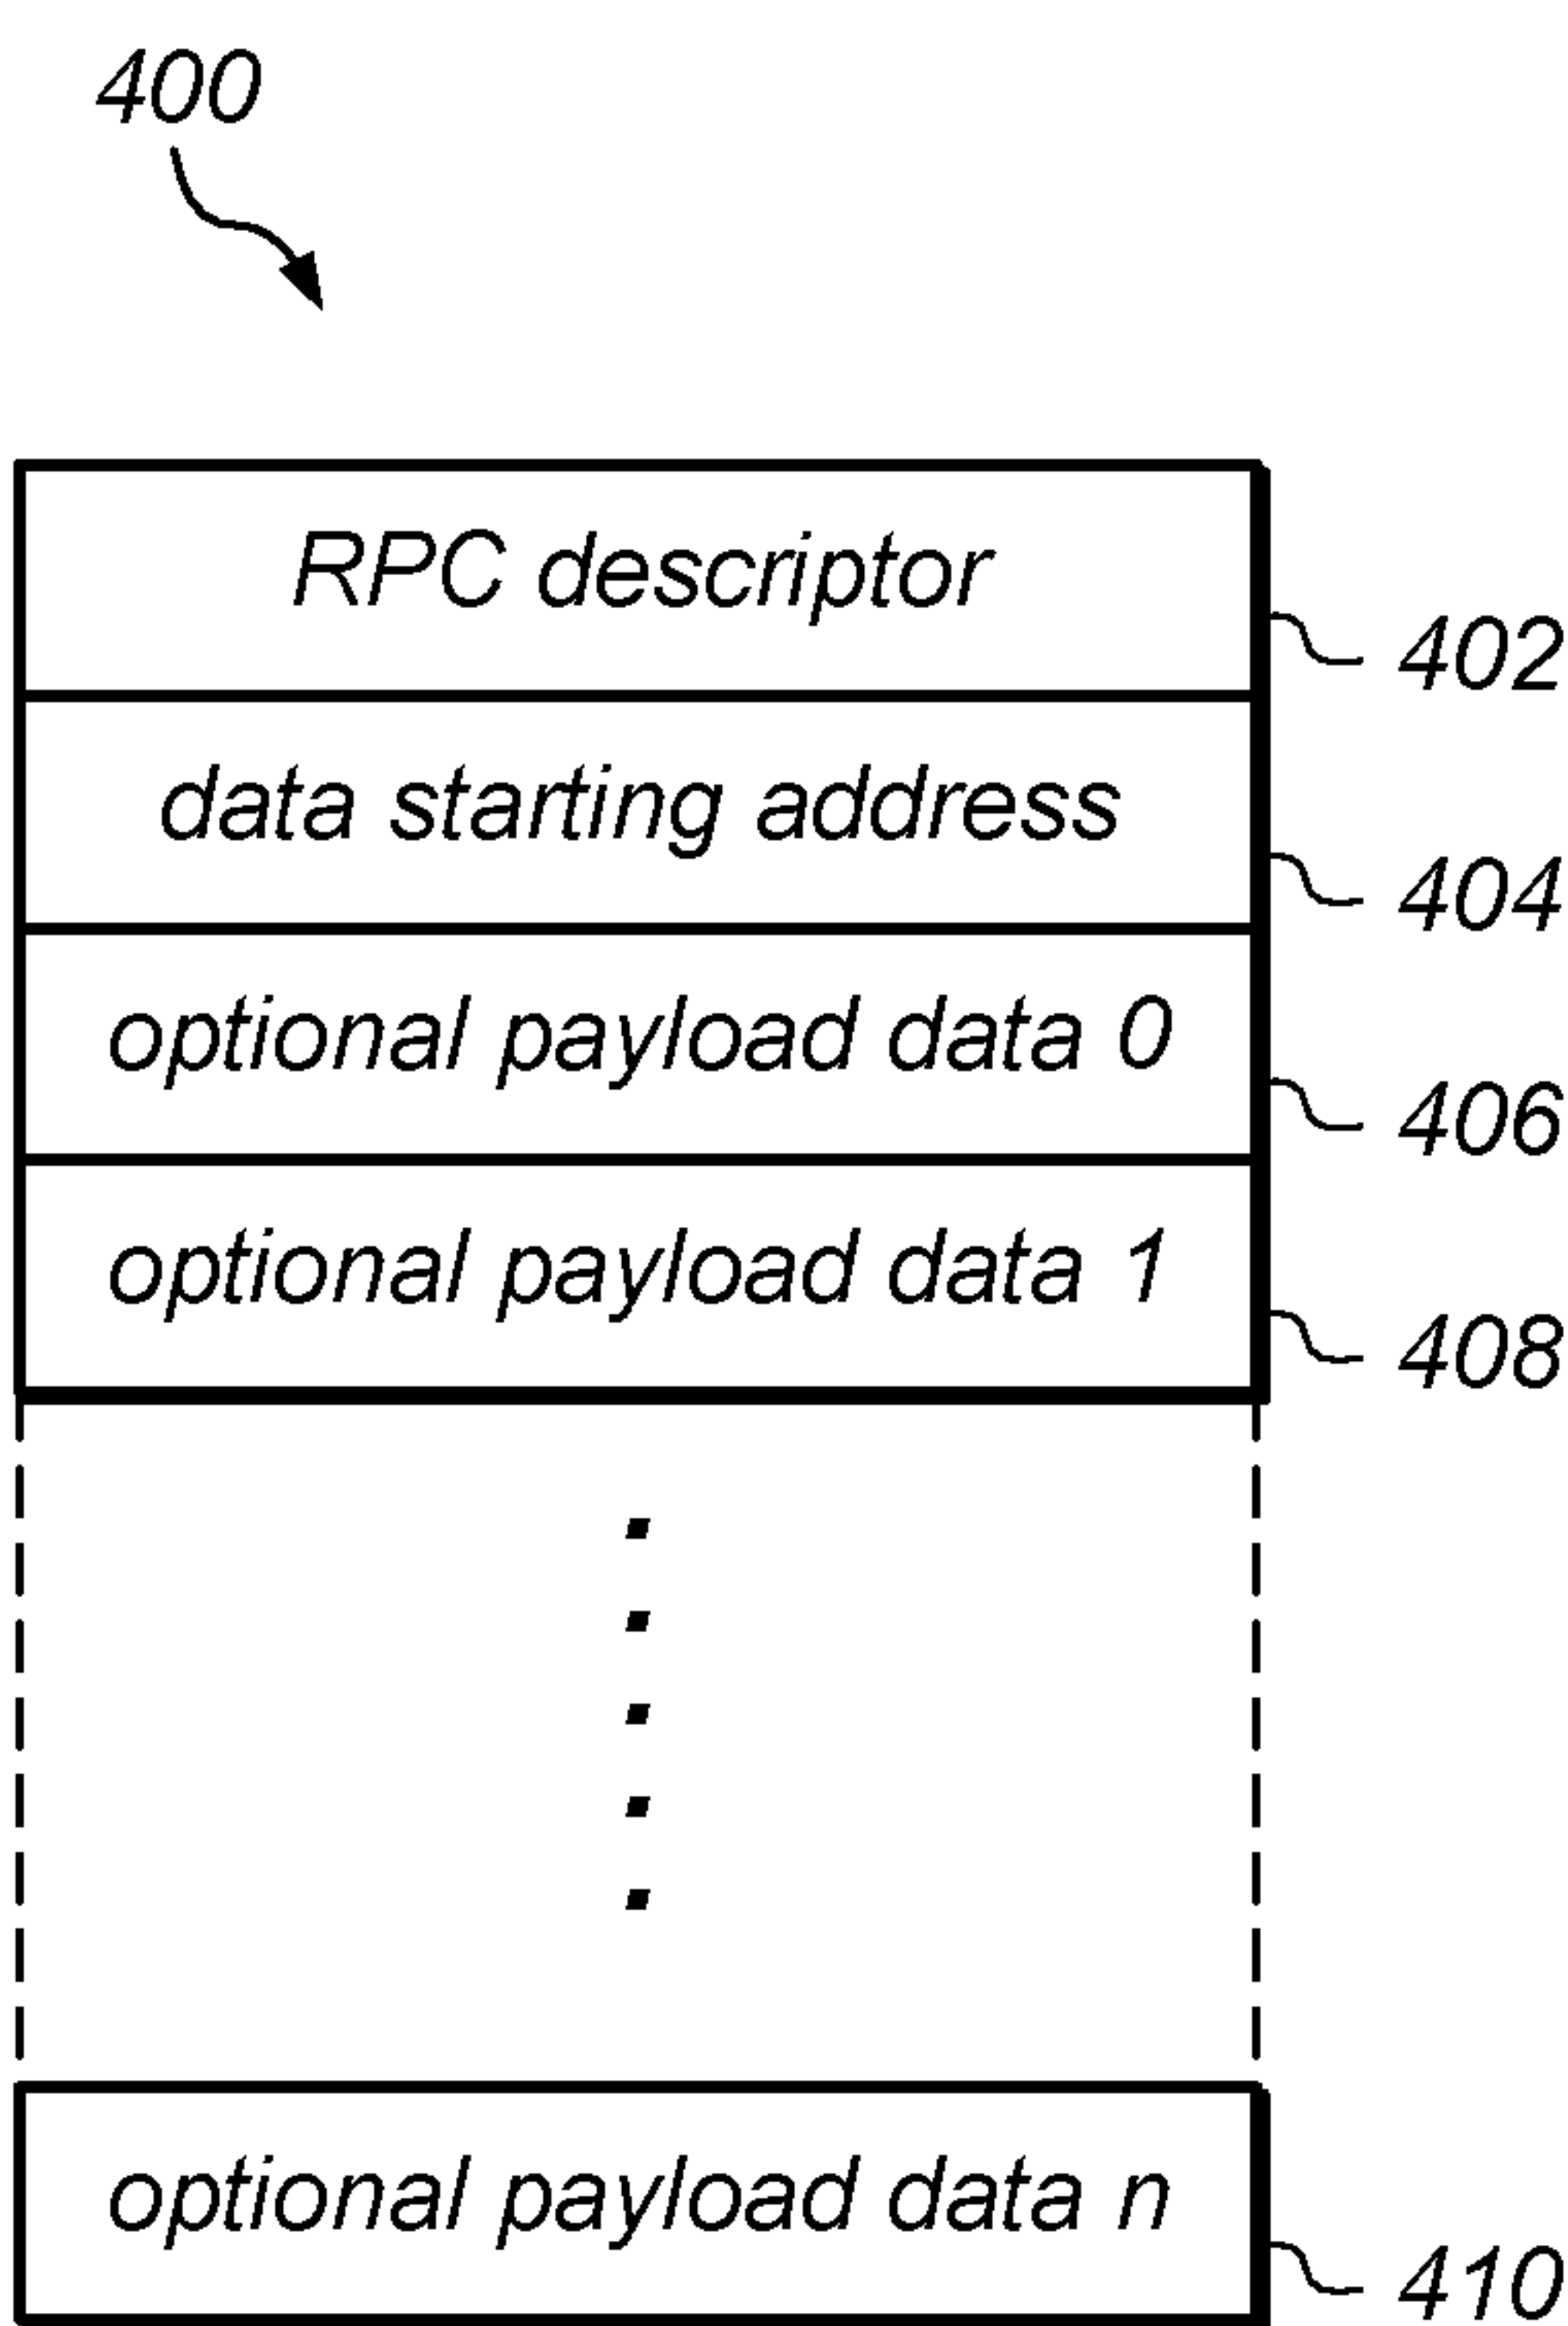 400
RPC descriptor
402
data starting address
404
optional payload data 0
406
optional payload data 1
408
optional payload data n
410